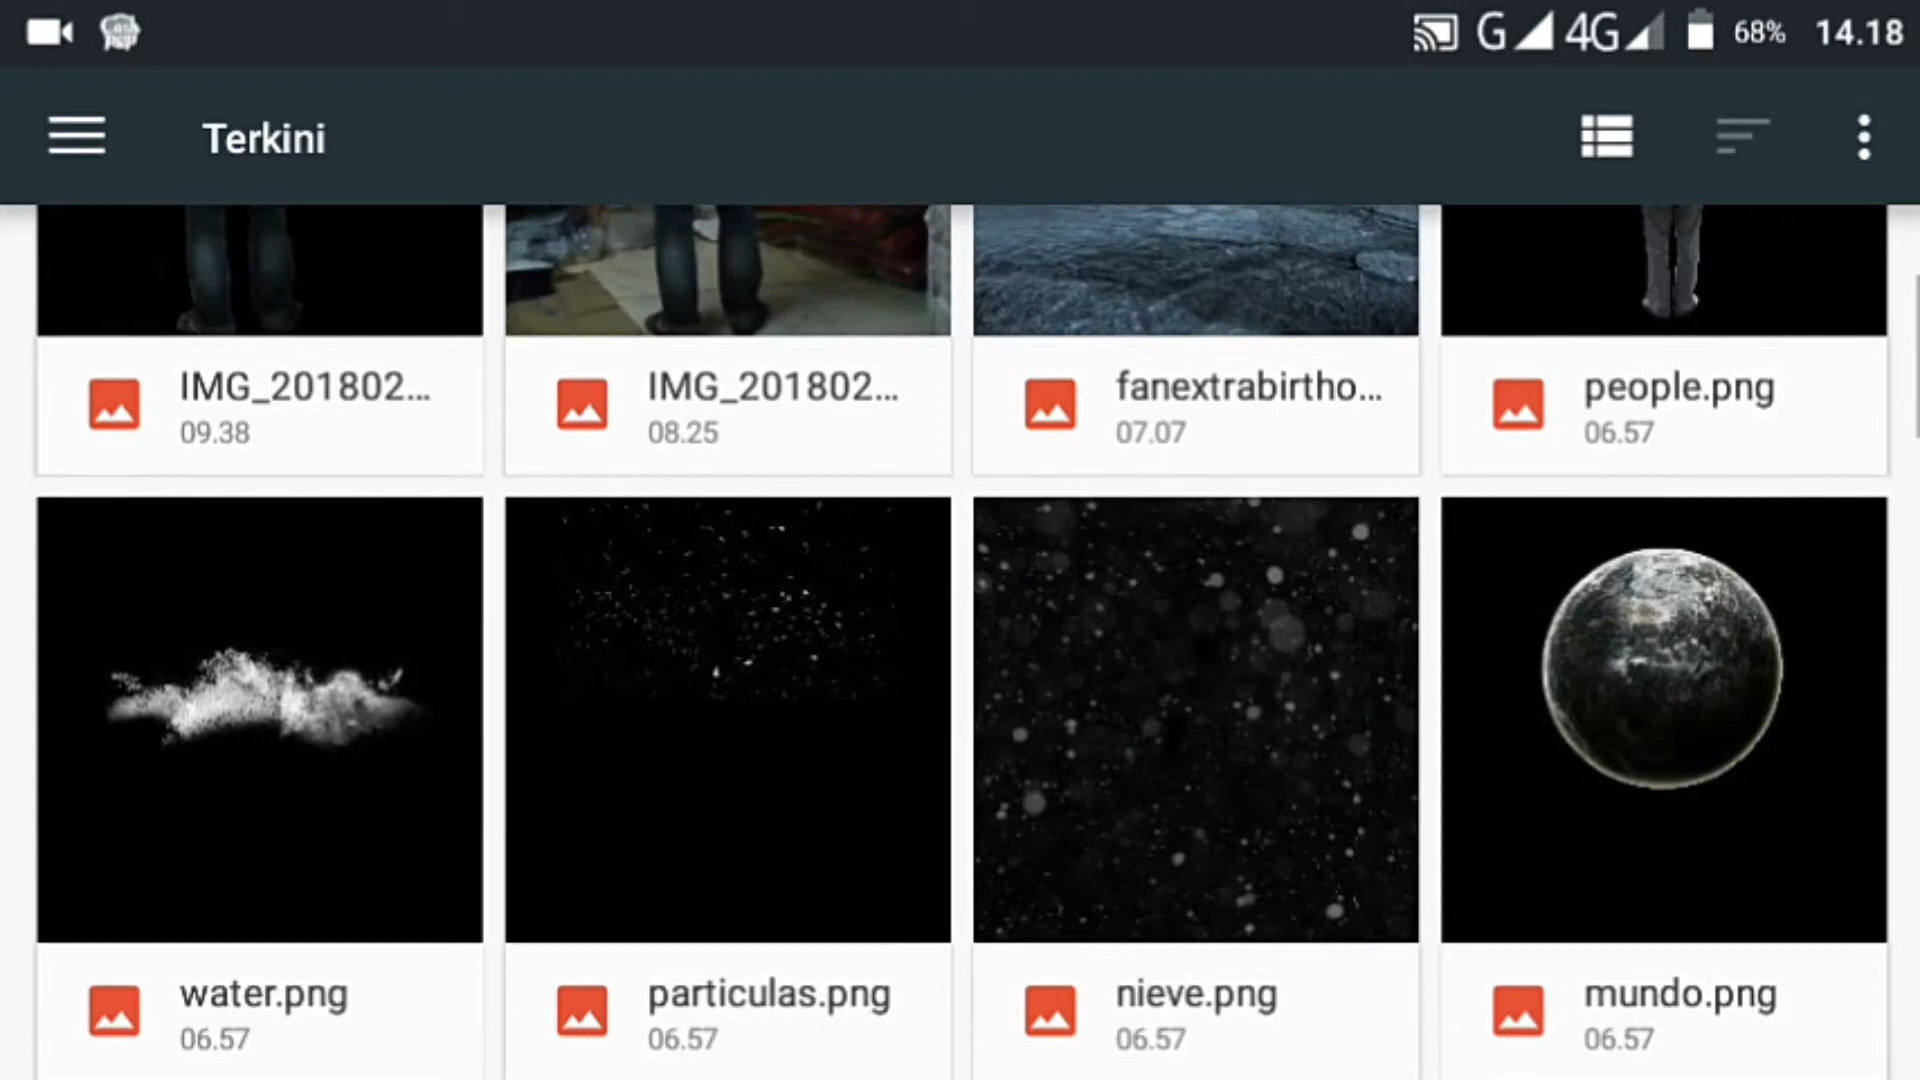 G 4G 68% 14.18
Terkini
IMG_201802...
09.38
IMG_201802...
08.25
fanextrabirtho...
07.07
people.png
06.57
water.png
06.57
particulas.png
06.57
nieve.png
06.57
mundo.png
06.57